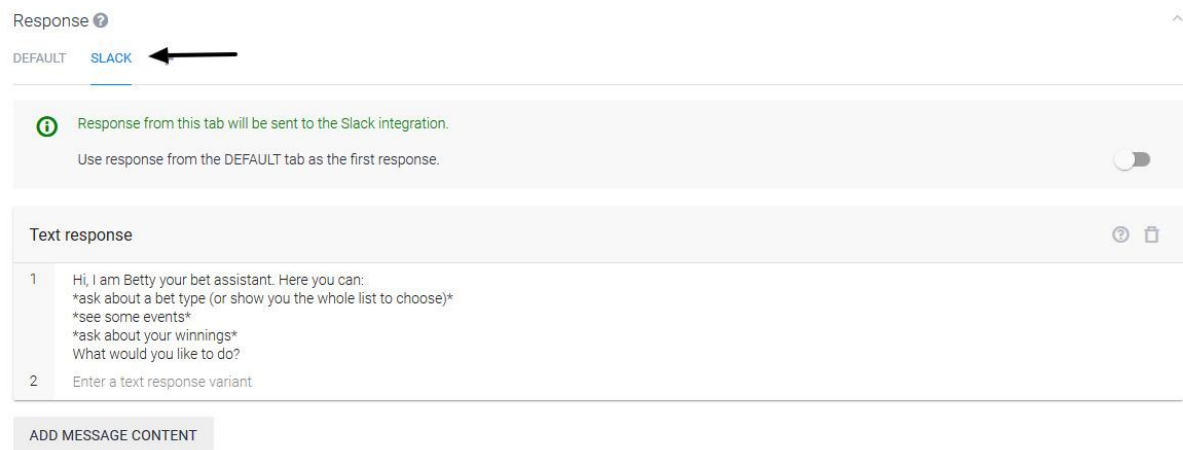 Response
DEFAULT SLACK
Response from this tab will be sent to the Slack integration.
Use response from the DEFAULT tab as the first response.
Text response
1 Hi, I am Betty your bet assistant. Here you can:
*ask about a bet type (or show you the whole list to choose)*
*see some events*
*ask about your winnings*
What would you like to do?
2 Enter a text response variant
ADD MESSAGE CONTENT